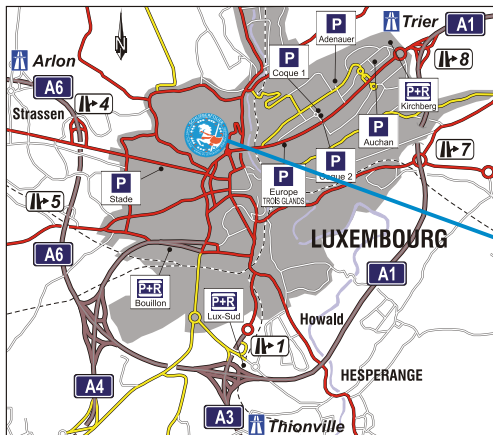 N
Arlon
A6
Strassen
4
P
Coque 1
P
Adenauer
Trier
A1
8
P+R
Kirchberg
P
Auchan
7
P
Stade
P
Europe
TROIS GLANDS
P
Coque 2
5
A6
LUXEMBOURG
A1
P+R
Bouillon
P+R
Lux-Sud
Howald
1
HESPERANGE
A4
A3
Thionville